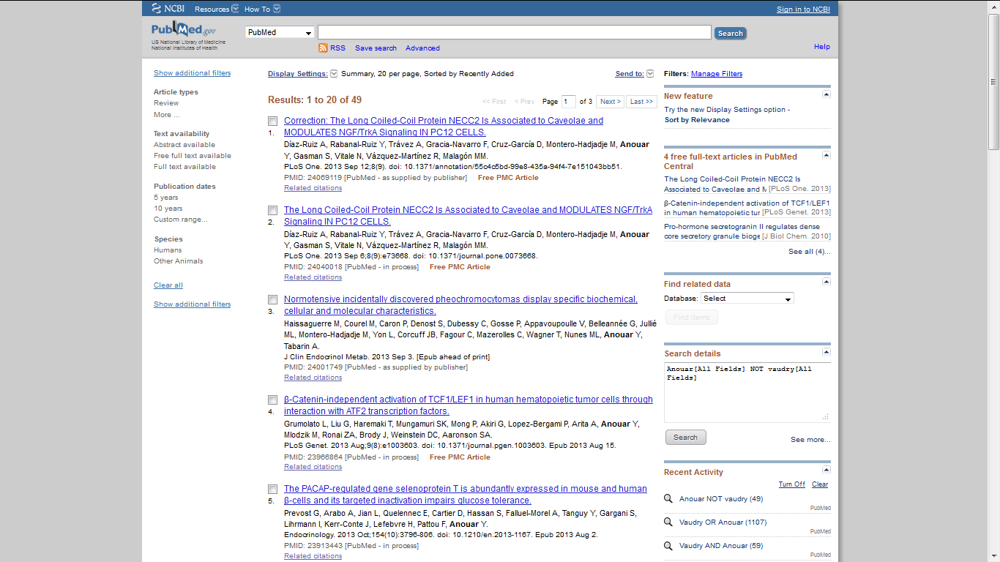 NCBI Resources How To Sign in to NCBI
PubMed.gov
US National Library of Medicine
National Institutes of Health
PubMed
Search
RSS Save search Advanced
Help
Show additional filters
Article types
Review
More ...
Text availability
Abstract available
Free full text available
Full text available
Publication dates
5 years
10 years
Custom range...
Species
Humans
Other Animals
Clear all
Show additional filters
Display Settings: Summary, 20 per page, Sorted by Recently Added Send to:
Results: 1 to 20 of 49
<< First < Prev Page 1 of 3 Next > Last >>
Correction: The Long Coiled-Coil Protein NECC2 Is Associated to Caveolae and
1. MODULATES NGF/TrkA Signaling IN PC12 CELLS.
Díaz-Ruiz A, Rabanal-Ruiz Y, Trávez A, Gracia-Navarro F, Cruz-García D, Montero-Hadjadje M, Anouar
Y, Gasman S, Vitale N, Vázquez-Martínez R, Malagón MM.
PLoS One. 2013 Sep 12;8(9). doi: 10.1371/annotation/55c4c5bd-99e8-435a-94f4-7e151043bb51.
PMID: 24069119 [PubMed - as supplied by publisher] Free PMC Article
Related citations
The Long Coiled-Coil Protein NECC2 Is Associated to Caveolae and MODULATES NGF/TrkA
2. Signaling IN PC12 CELLS.
Díaz-Ruiz A, Rabanal-Ruiz Y, Trávez A, Gracia-Navarro F, Cruz-García D, Montero-Hadjadje M, Anouar
Y, Gasman S, Vitale N, Vázquez-Martínez R, Malagón MM.
PLoS One. 2013 Sep 6;8(9):e73668. doi: 10.1371/journal.pone.0073668.
PMID: 24040018 [PubMed - in process] Free PMC Article
Related citations
Normotensive incidentally discovered pheochromocytomas display specific biochemical,
3. cellular and molecular characteristics.
Haissaguerre M, Courel M, Caron P, Denost S, Dubessy C, Gosse P, Appavoupoulle V, Belleannée G, Jullié
ML, Montero-Hadjadje M, Yon L, Corcuff JB, Fagour C, Mazerolles C, Wagner T, Nunes ML, Anouar Y,
Tabarin A.
J Clin Endocrinol Metab. 2013 Sep 3. [Epub ahead of print]
PMID: 24001749 [PubMed - as supplied by publisher]
Related citations
β-Catenin-independent activation of TCF1/LEF1 in human hematopoietic tumor cells through
4. interaction with ATF2 transcription factors.
Grumolato L, Liu G, Haremaki T, Mungamuri SK, Mong P, Akiri G, Lopez-Bergami P, Arita A, Anouar Y,
Mlodzik M, Ronai ZA, Brody J, Weinstein DC, Aaronson SA.
PLoS Genet. 2013 Aug;9(8):e1003603. doi: 10.1371/journal.pgen.1003603. Epub 2013 Aug 15.
PMID: 23966864 [PubMed - in process] Free PMC Article
Related citations
The PACAP-regulated gene selenoprotein T is abundantly expressed in mouse and human
5. β-cells and its targeted inactivation impairs glucose tolerance.
Prevost G, Arabo A, Jian L, Quelennec E, Cartier D, Hassan S, Falluel-Morel A, Tanguy Y, Gargani S,
Lihrmann I, Kerr-Conte J, Lefebvre H, Pattou F, Anouar Y.
Endocrinology. 2013 Oct;154(10):3796-806. doi: 10.1210/en.2013-1167. Epub 2013 Aug 2.
PMID: 23913443 [PubMed - in process]
Related citations
Filters: Manage Filters
New feature
Try the new Display Settings option -
Sort by Relevance
4 free full-text articles in PubMed
Central
The Long Coiled-Coil Protein NECC2 Is
Associated to Caveolae and M [PLoS One. 2013]
β-Catenin-independent activation of TCF1/LEF1
in human hematopoietic tur [PLoS Genet. 2013]
Pro-hormone secretogranin II regulates dense
core secretory granule bioge [J Biol Chem. 2010]
See all (4)...
Find related data
Database: Select
Find items
Search details
Anouar[All Fields] NOT vaudry[All
Fields]
Search
See more...
Recent Activity
Turn Off Clear
Anouar NOT vaudry (49)
PubMed
Vaudry OR Anouar (1107)
PubMed
Vaudry AND Anouar (59)
PubMed